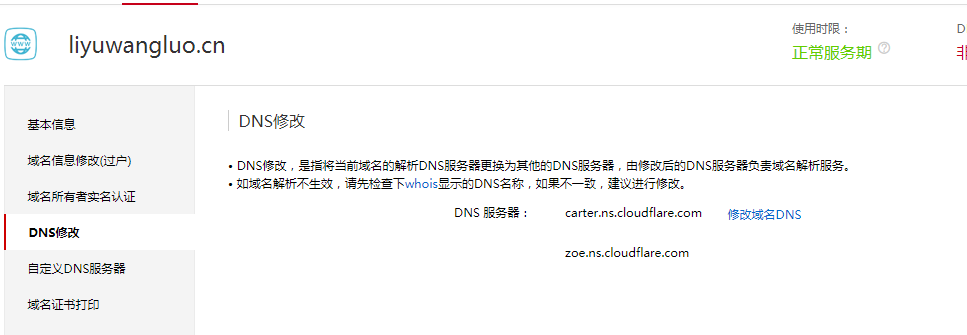 www
liyuwangluo.cn
使用时限：
正常服务期 ?
D
基本信息
域名信息修改(过户)
域名所有者实名认证
DNS修改
自定义DNS服务器
域名证书打印
DNS修改
• DNS修改，是指将当前域名的解析DNS服务器更换为其他的DNS服务器，由修改后的DNS服务器负责域名解析服务。
• 如域名解析不生效，请先检查下whois显示的DNS名称，如果不一致，建议进行修改。
DNS 服务器： carter.ns.cloudflare.com 修改域名DNS
zoe.ns.cloudflare.com